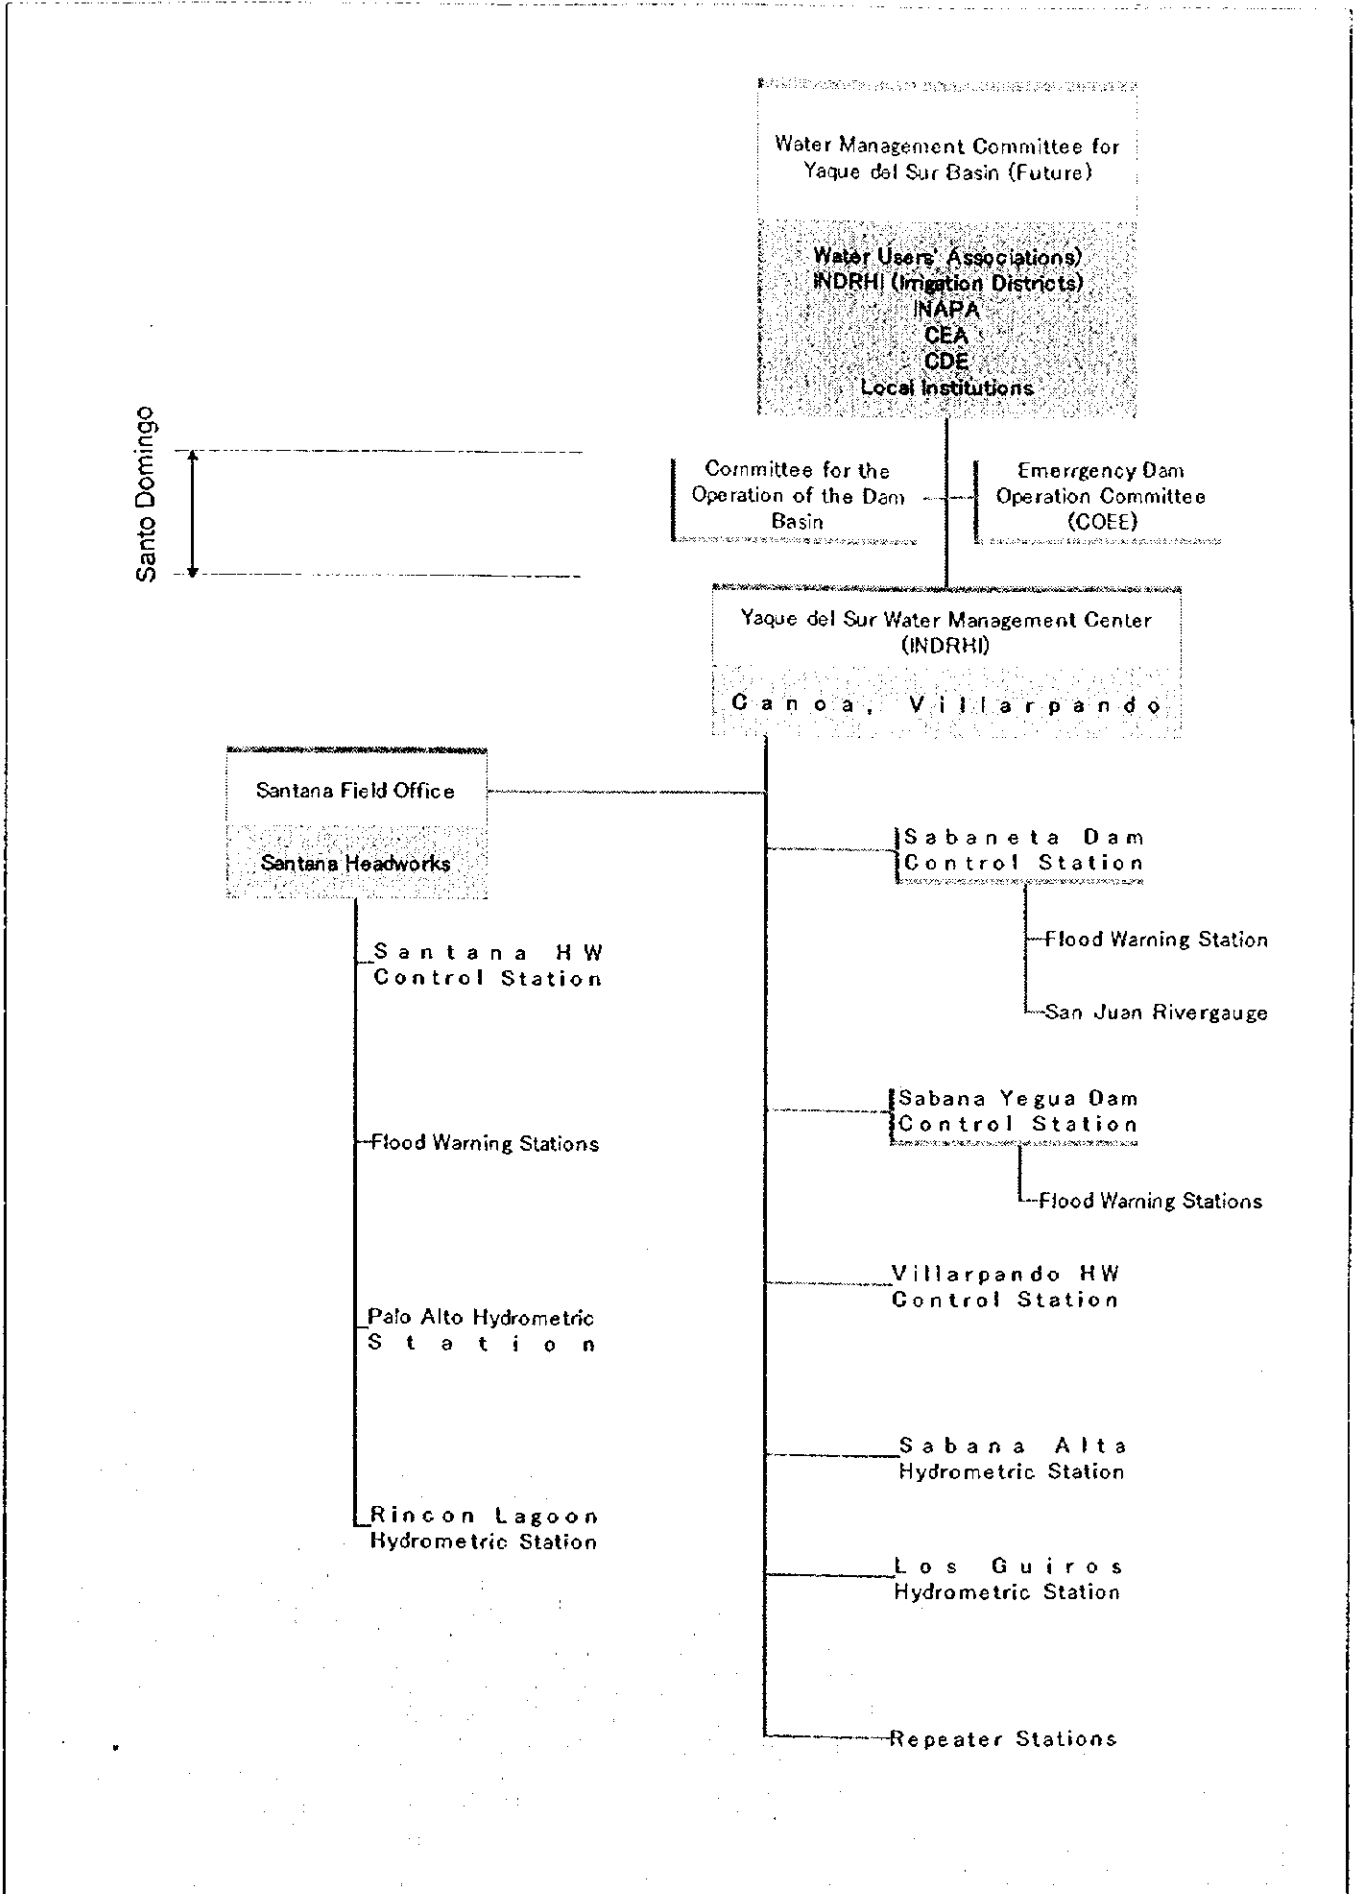 Water Management Committee for
Yaque del Sur Basin (Future)
Water Users' Associations)
INDRHI (Irrigation Districts)
INAPA
CEA
CDE
Local Institutions
Santo Domingo
Committee for the
Operation of the Dam
Basin
Emerrgency Dam
Operation Committee
(COEE)
Yaque del Sur Water Management Center
(INDRHI)
Canoa, Villarpando
Santana Field Office
Santana Headworks
Santana HW
Control Station
Flood Warning Stations
Palo Alto Hydrometric
Station
Rincon Lagoon
Hydrometric Station
Sabaneta Dam
Control Station
Flood Warning Station
San Juan Rivergauge
Sabana Yegua Dam
Control Station
Flood Warning Stations
Villarpando HW
Control Station
Sabana Alta
Hydrometric Station
Los Guiros
Hydrometric Station
Repeater Stations